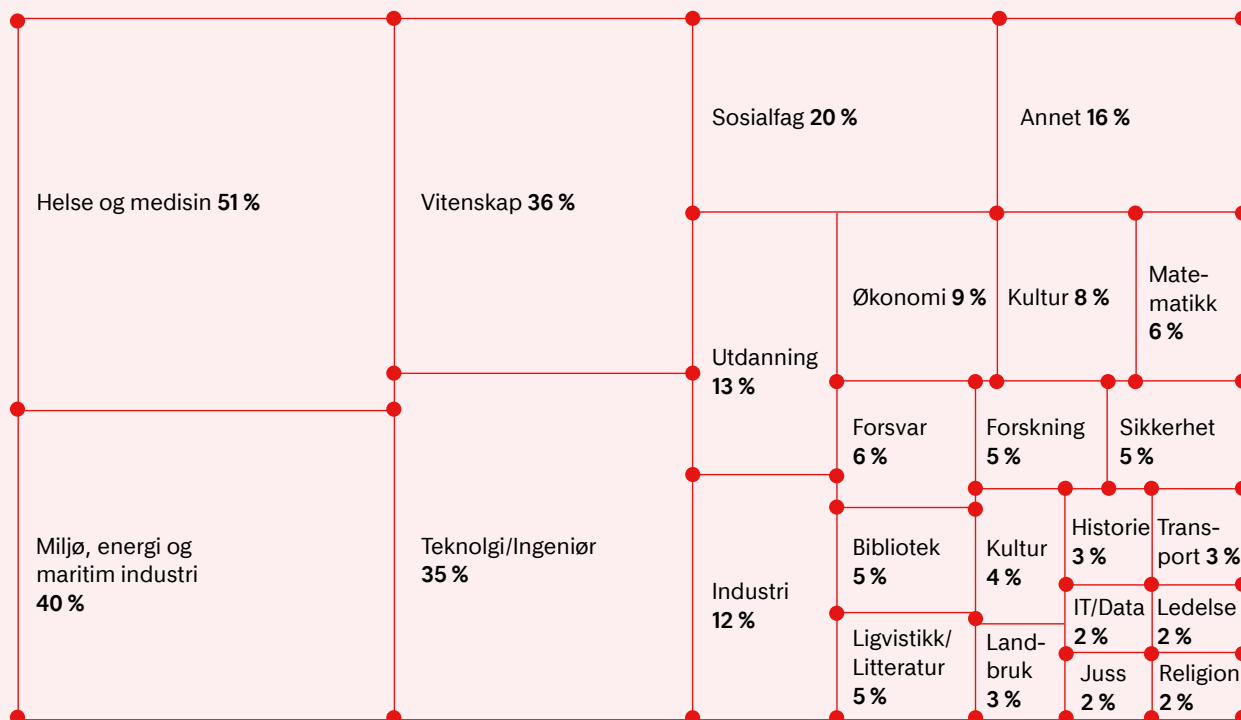 Helse og medisin 51 %
Miljø, energi og
maritim industri
40 %
Vitenskap 36 %
Teknolgi/Ingeniør
35 %
Sosialfag 20 %
Annet 16 %
Utdanning
13 %
Industri
12 %
Økonomi 9 %
Kultur 8 %
Mate-
matikk
6 %
Forsvar
6 %
Forskning
5 %
Sikkerhet
5 %
Bibliotek
5 %
Ligvistikk/
Litteratur
5 %
Kultur
4 %
Land-
bruk
3 %
Historie
3 %
Trans-
port 3 %
IT/Data
2 %
Ledelse
2 %
Juss
2 %
Religion
2 %